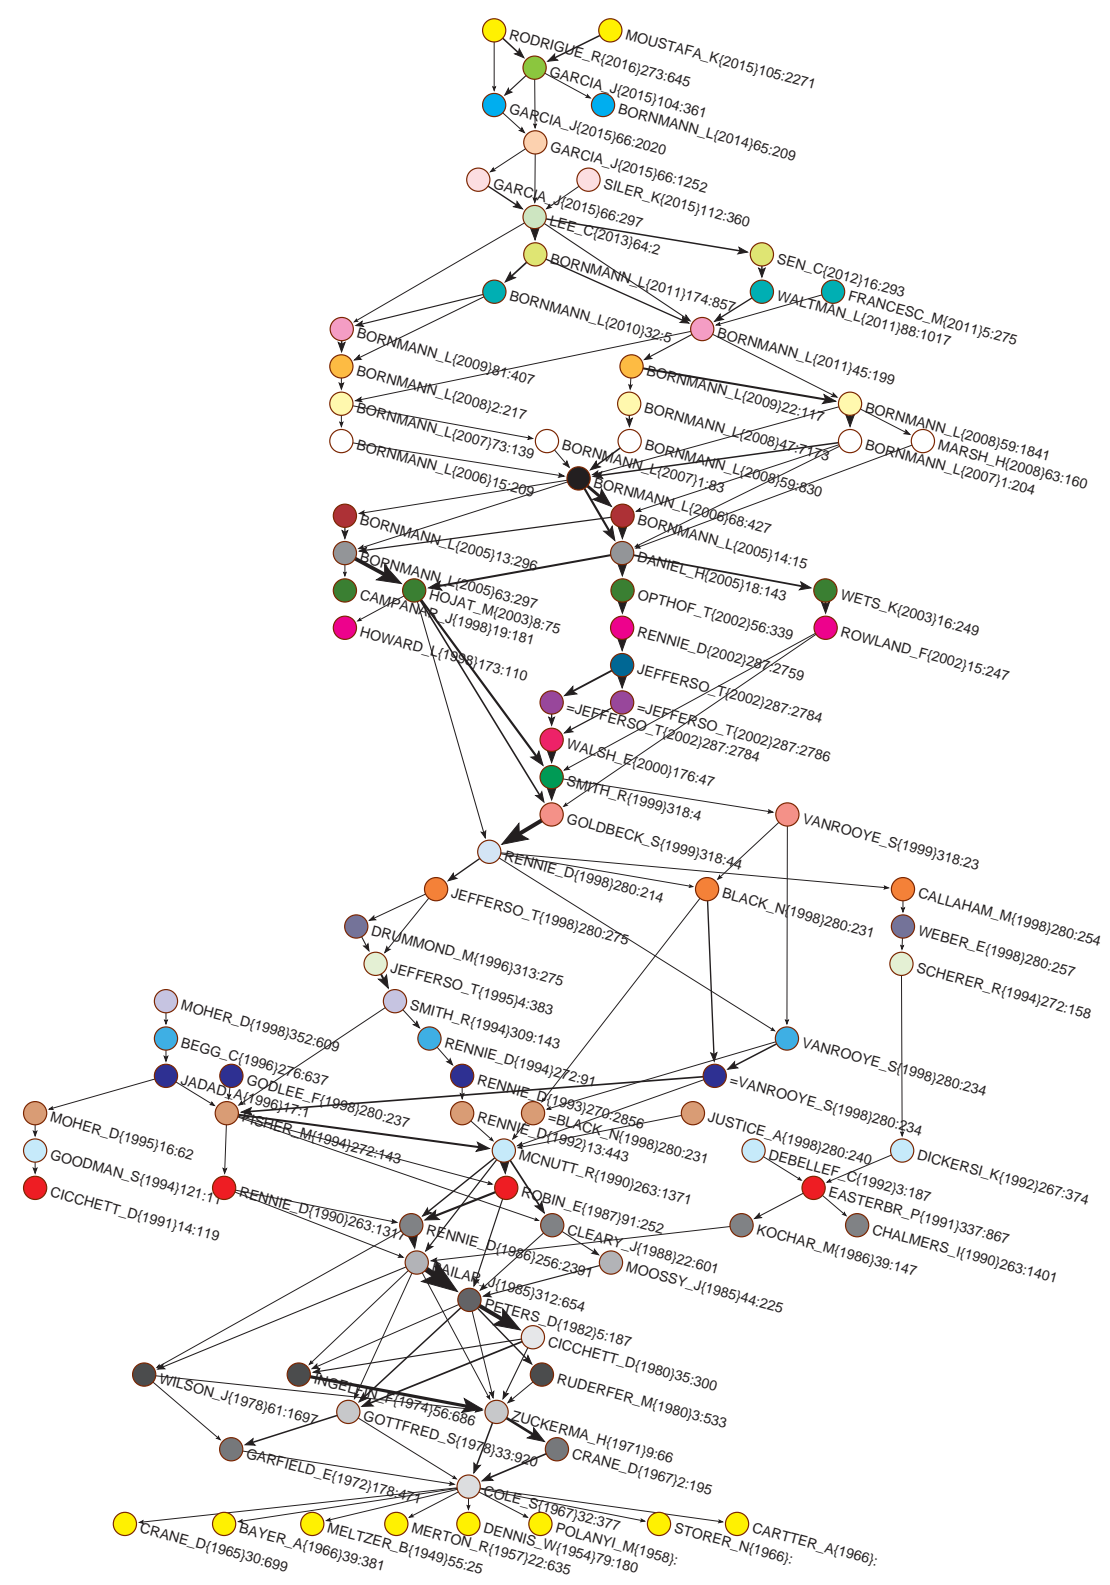 RODRIGUE_R{2016}273:645
MOUSTAFA_K{2015}105:2271
GARCIA_J{2015}104:361
GARCIA_J{2015}66:2020
BORNMANN_L{2014}65:209
GARCIA_J{2015}66:1252
GARCIA_J{2015}66:297
SILER_K{2015}112:360
LEE_C{2013}64:2
BORNMANN_L{2011}174:857
SEN_C{2012}16:293
BORNMANN_L{2010}32:5
WALTMAN_L{2011}88:1017
FRANCESC_M{2011}5:275
BORNMANN_L{2009}81:407
BORNMANN_L{2011}45:199
BORNMANN_L{2008}2:217
BORNMANN_L{2009}22:117
BORNMANN_L{2007}73:139
BORNMANN_L{2008}47:7173
BORNMANN_L{2008}59:1841
BORNMANN_L{2006}15:209
BORNMANN_L{2007}1:83
BORNMANN_L{2008}59:830
BORNMANN_L{2007}1:204
MARSH_H{2008}63:160
BORNMANN_L{2006}68:427
BORNMANN_L{2005}13:296
BORNMANN_L{2005}14:15
BORNMANN_L{2005}63:297
DANIEL_H{2005}18:143
CAMPANAR_J{1998}19:181
HOJAT_M{2003}8:75
OPTHOF_T{2002}56:339
WETS_K{2003}16:249
HOWARD_L{1998}173:110
RENNIE_D{2002}287:2759
ROWLAND_F{2002}15:247
JEFFERSO_T{2002}287:2784
=JEFFERSO_T{2002}287:2784
=JEFFERSO_T{2002}287:2786
WALSH_E{2000}176:47
SMITH_R{1999}318:4
GOLDBECK_S{1999}318:44
VANROOYE_S{1999}318:23
RENNIE_D{1998}280:214
JEFFERSO_T{1998}280:275
BLACK_N{1998}280:231
CALLAHAM_M{1998}280:254
DRUMMOND_M{1996}313:275
WEBER_E{1998}280:257
JEFFERSO_T{1995}4:383
SCHERER_R{1994}272:158
MOHER_D{1998}352:609
SMITH_R{1994}309:143
BEGG_C{1996}276:637
RENNIE_D{1994}272:91
VANROOYE_S{1998}280:234
JADAD_A{1996}17:1
GODLEE_F{1998}280:237
RENNIE_D{1993}270:2856
=VANROOYE_S{1998}280:234
MOHER_D{1995}16:62
FISHER_M{1994}272:143
RENNIE_D{1992}13:443
=BLACK_N{1998}280:231
JUSTICE_A{1998}280:240
GOODMAN_S{1994}121:11
MCNUTT_R{1990}263:1371
DEBELLEF_C{1992}3:187
DICKERSI_K{1992}267:374
CICCHETT_D{1991}14:119
RENNIE_D{1990}263:1317
ROBIN_E{1987}91:252
EASTERBR_P{1991}337:867
RENNIE_D{1986}256:2391
CLEARY_J{1988}22:601
KOCHAR_M{1986}39:147
CHALMERS_I{1990}263:1401
BAILAR_J{1985}312:654
MOOSSY_J{1985}44:225
PETERS_D{1982}5:187
CICCHETT_D{1980}35:300
WILSON_J{1978}61:1697
INGELFIN_F{1974}56:686
RUDERFER_M{1980}3:533
GOTTFRED_S{1978}33:920
ZUCKERMA_H{1971}9:66
GARFIELD_E{1972}178:471
CRANE_D{1967}2:195
COLE_S{1967}32:377
CRANE_D{1965}30:699
BAYER_A{1966}39:381
MELTZER_B{1949}55:25
MERTON_R{1957}22:635
DENNIS_W{1954}79:180
POLANYI_M{1958}:
STORER_N{1966}:
CARTTER_A{1966}: